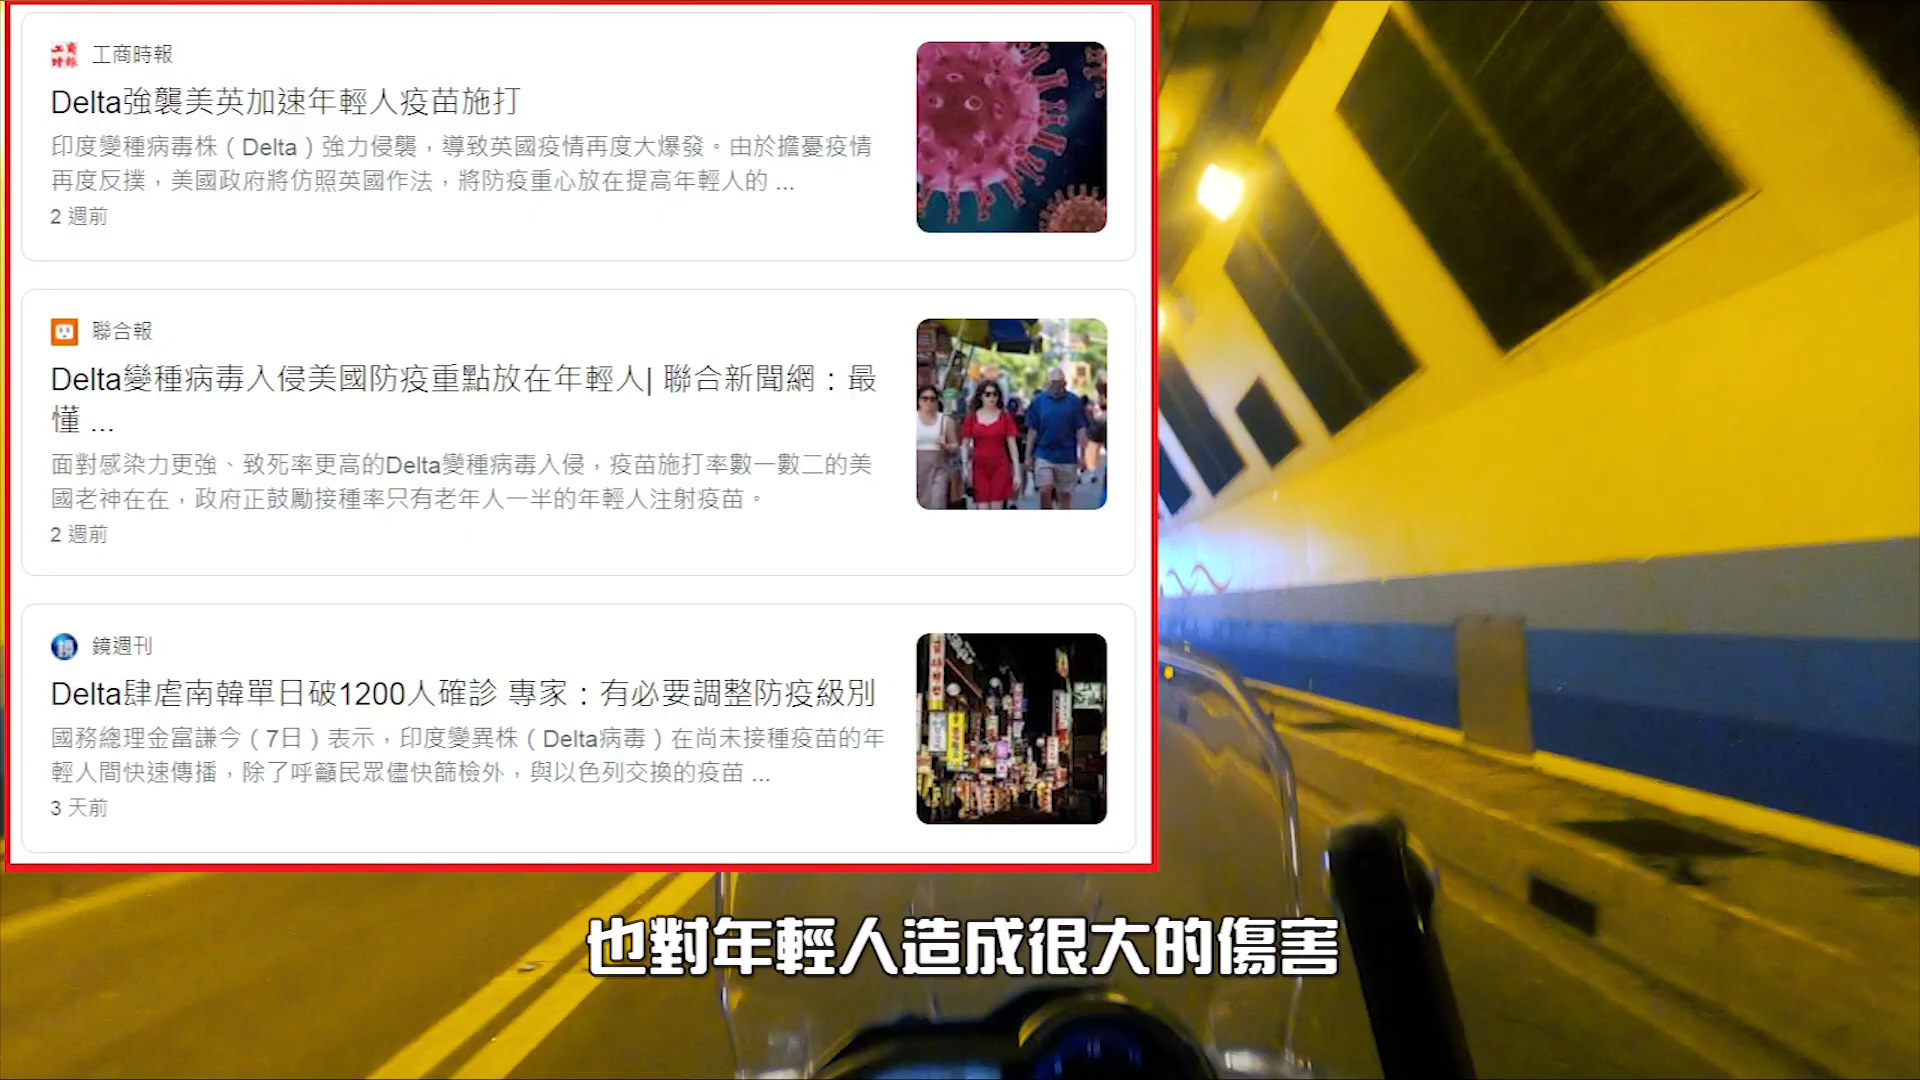 工商時報
Delta強襲美英加速年輕人疫苗施打
印度變種病毒株（Delta）強力侵襲，導致英國疫情再度大爆發。由於擔憂疫情
再度反撲，美國政府將仿照英國作法，將防疫重心放在提高年輕人的 ...
2 週前
聯合報
Delta變種病毒入侵美國防疫重點放在年輕人| 聯合新聞網：最
懂 ...
面對感染力更強、致死率更高的Delta變種病毒入侵，疫苗施打率數一數二的美
國老神在在，政府正鼓勵接種率只有老年人一半的年輕人注射疫苗。
2 週前
鏡週刊
Delta肆虐南韓單日破1200人確診 專家：有必要調整防疫級別
國務總理金富謙今（7日）表示，印度變異株（Delta病毒）在尚未接種疫苗的年
輕人間快速傳播，除了呼籲民眾儘快篩檢外，與以色列交換的疫苗 ...
3 天前
也對年輕人造成很大的傷害